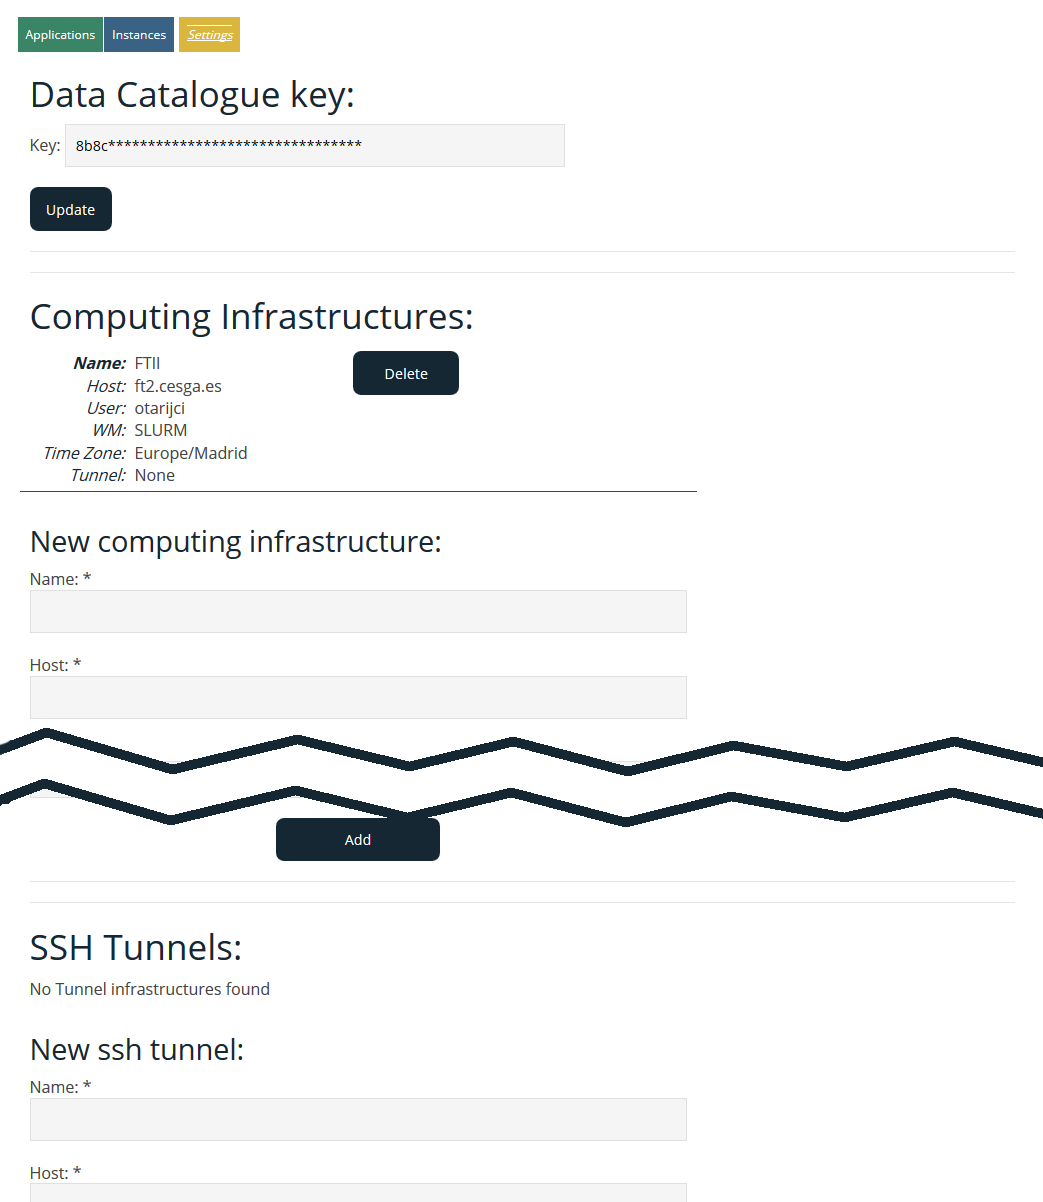 Applications Instances Settings
Data Catalogue key:
Key: 8b8c********************************
Update
Computing Infrastructures:
Name: FTII Delete
Host: ft2.cesga.es
User: otarijci
WM: SLURM
Time Zone: Europe/Madrid
Tunnel: None
New computing infrastructure:
Name: *
Host: *
Add
SSH Tunnels:
No Tunnel infrastructures found
New ssh tunnel:
Name: *
Host: *